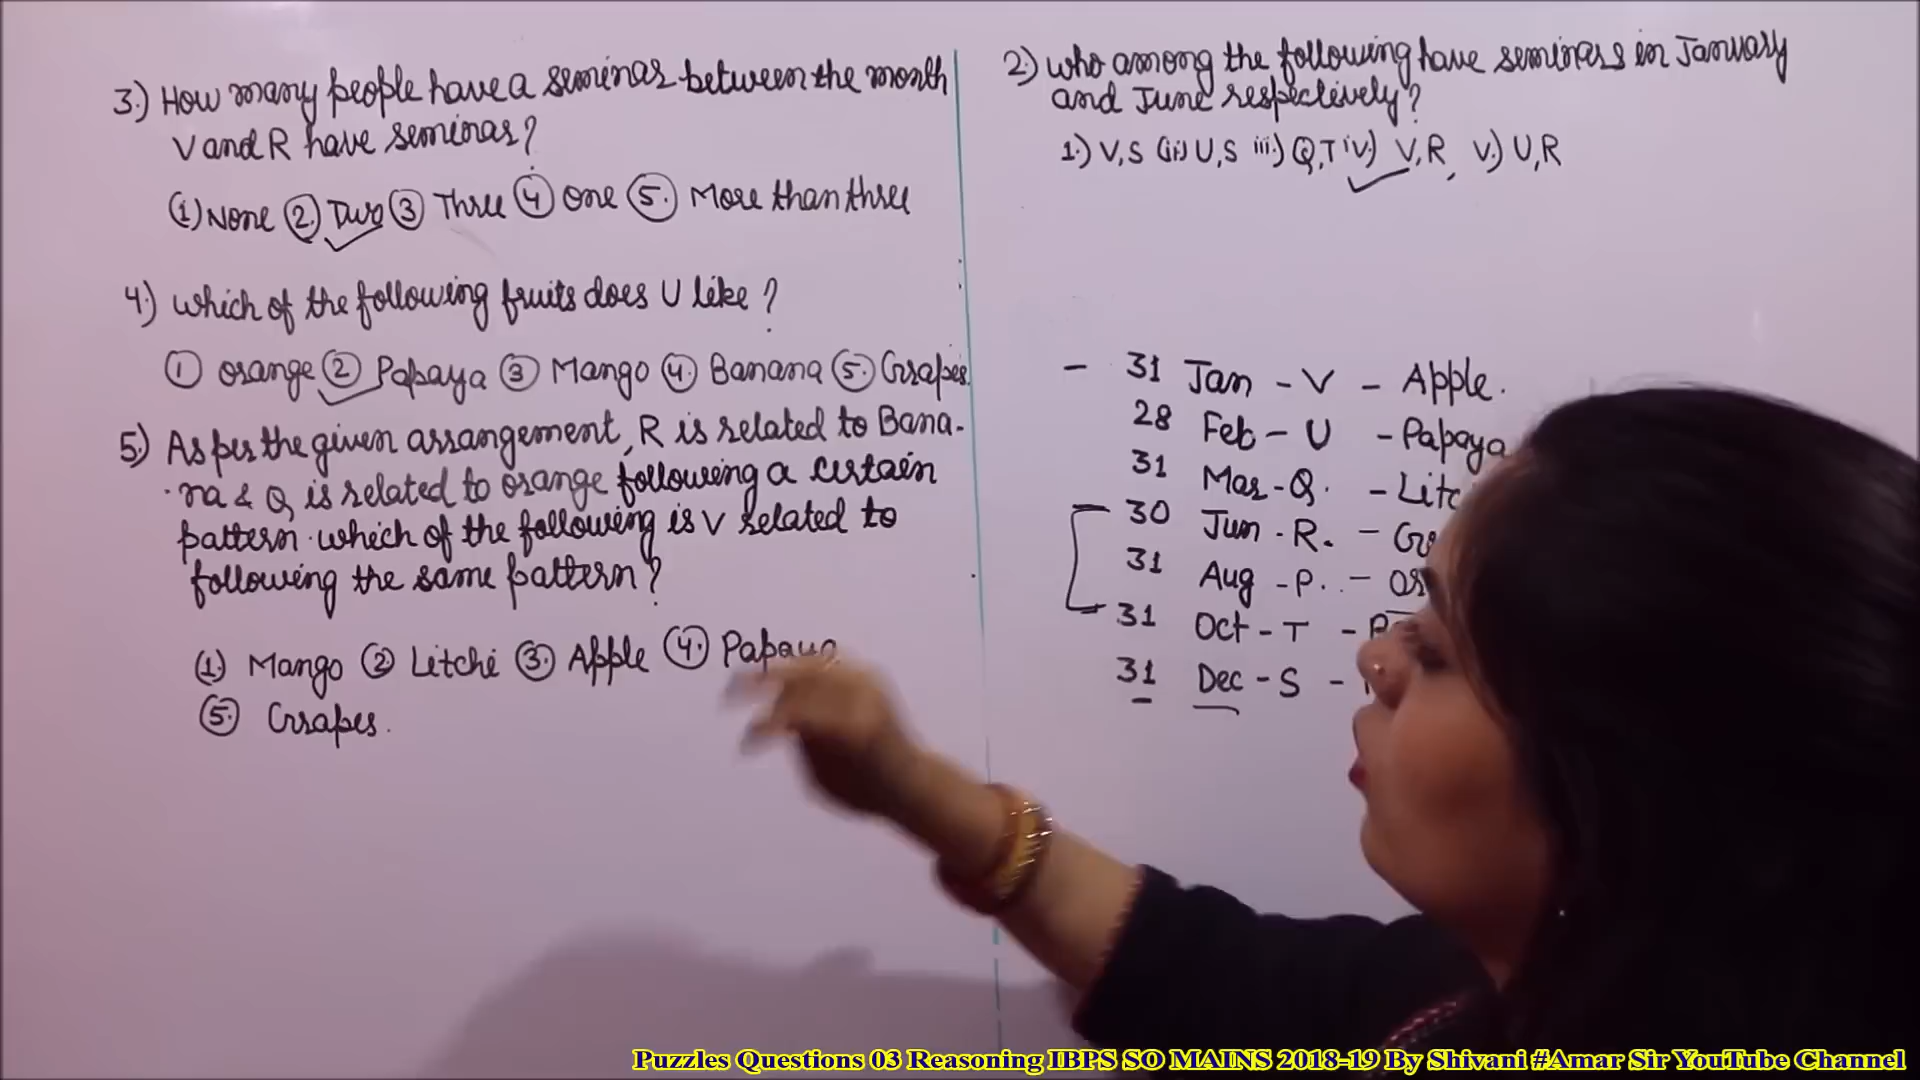 3.) How many people have a seminar between the month
V and R have seminar?
(1) None (2.) Two (3) Three (4) One (5.) More than three
4.) which of the following fruits does U like?
(1) orange (2) Papaya (3) Mango (4.) Banana (5.) Grapes.
5.) As per the given arrangement, R is related to Bana-
na & Q is related to orange following a certain
pattern. which of the following is V related to
following the same pattern?
(1) Mango (2) Litchi (3.) Apple (4.) Papaya
(5.) Grapes.
2.) who among the following have seminars in January
and June respectively?
1.) V,S (ii) U,S iii.) Q,T iv.) V,R, V.) U,R
- 31 Jan - V - Apple.
28 Feb - U - Papaya
31 Mar - Q. - Litc
30 Jun - R. - Gr
31 Aug - P. - Or
31 Oct - T -
31 Dec - S -
Puzzles Questions 03 Reasoning IBPS SO MAINS 2018-19 By Shivani #Amar Sir YouTube Channel